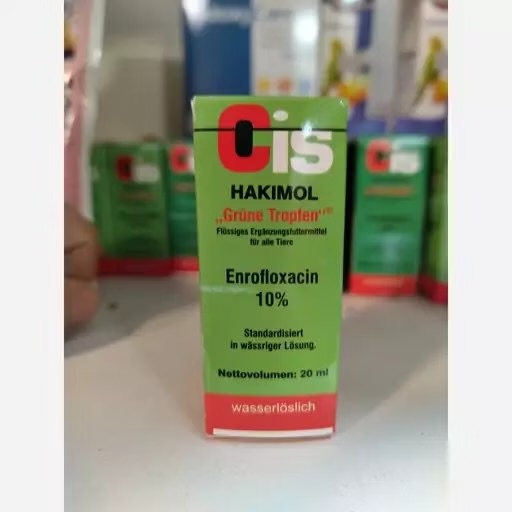 Cis
HAKIMOL
„Grüne Tropfen“®
Flüssiges Ergänzungsfuttermittel
für alle Tiere
Enrofloxacin
10%
Standardisiert
in wässriger Lösung.
Nettovolumen: 20 ml
wasserlöslich
Cis